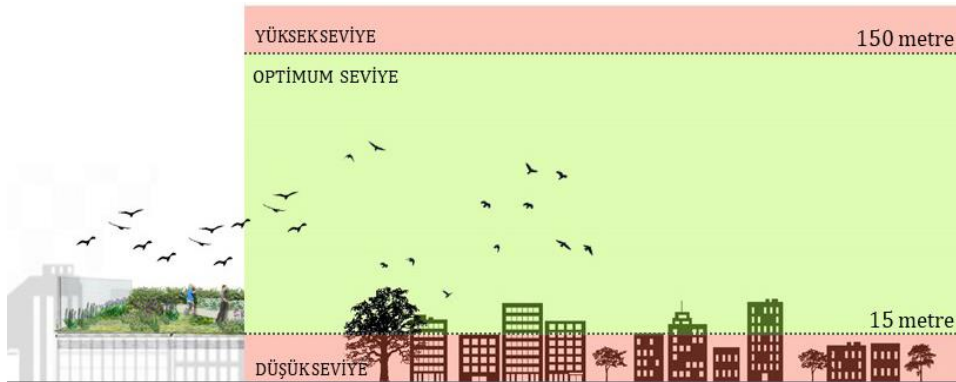 YÜKSEKSEVİYE
150 metre
OPTİMUM SEVİYE
15 metre
DÜŞÜKSEVİYE